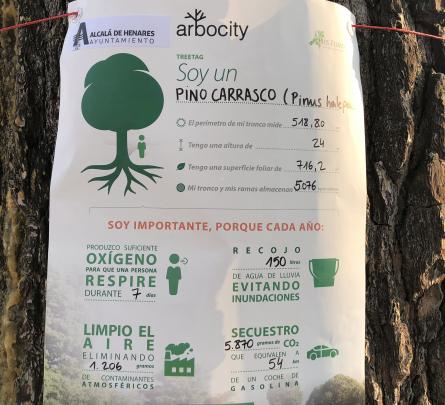 ALCALÁ DE HENARES
AYUNTAMIENTO
arbocity
TREETAG
Soy un
PINO CARRASCO (Pinus halepe
El perímetro de mi tronco mide 518,80
Tengo una altura de 24
Tengo una superficie foliar de 716,2
Mi tronco y mis ramas almacenan 5.076
SOY IMPORTANTE, PORQUE CADA AÑO:
PRODUZCO SUFICIENTE
OXÍGENO
PARA QUE UNA PERSONA
RESPIRE
DURANTE 7 días
RECOJO
150 litros
DE AGUA DE LLUVIA
EVITANDO
INUNDACIONES
LIMPIO EL
AIRE
ELIMINANDO
1.206 gramos
DE CONTAMINANTES
ATMOSFÉRICOS
SECUESTRO
5.870 gramos de CO2
QUE EQUIVALEN A
54 km
DE UN COCHE DE
GASOLINA